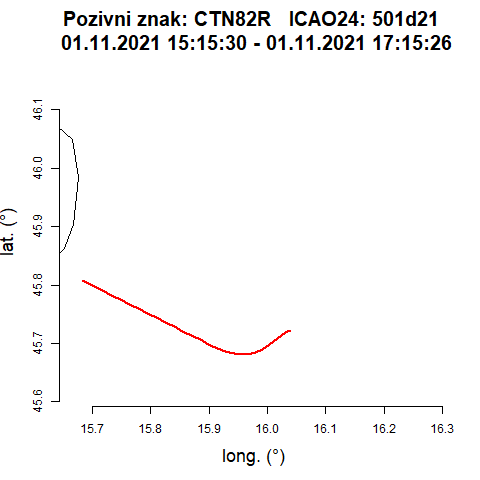 Pozivni znak: CTN82R   ICAO24: 501d21
01.11.2021 15:15:30 - 01.11.2021 17:15:26
46.1
46.0
45.9
45.8
45.7
45.6
lat. (°)
15.7 15.8 15.9 16.0 16.1 16.2 16.3
long. (°)